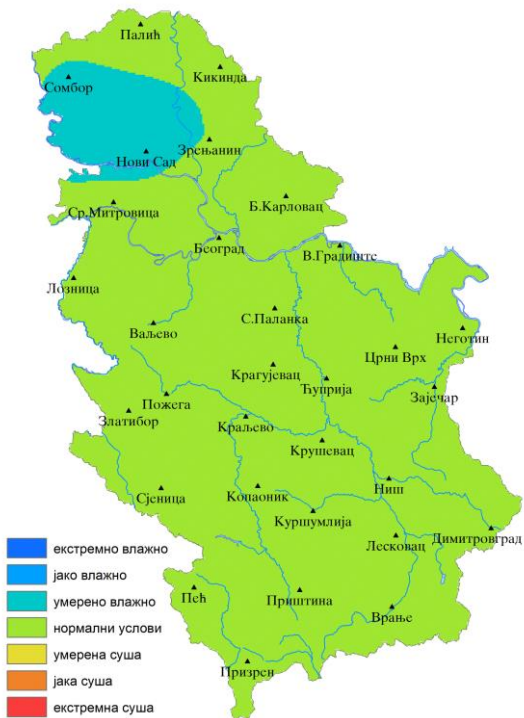 Палић
Кикинда
Сомбор
Зрењанин
Нови Сад
Б.Карловац
Ср.Митровица
Београд
В.Градиште
Лозница
С.Паланка
Ваљево
Неготин
Црни Врх
Крагујевац
Ћуприја
Зајечар
Пожега
Златибор
Краљево
Крушевац
Ниш
Сјеница
Копаоник
Куршумлија
Димитровград
Лесковац
Пећ
Приштина
Врање
Призрен
екстремно влажно
јако влажно
умерено влажно
нормални услови
умерена суша
јака суша
екстремна суша